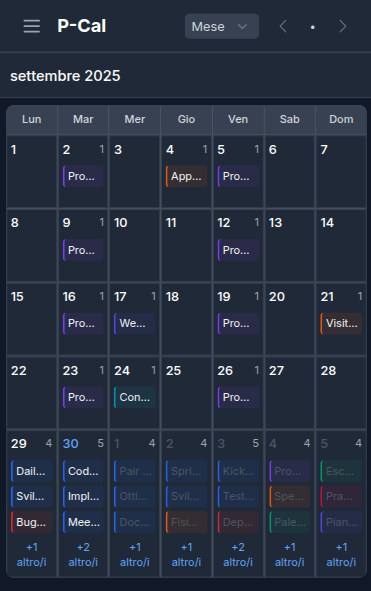 P-Cal
Mese
settembre 2025
Lun Mar Mer Gio Ven Sab Dom
1 2 1 3 4 1 5 1 6 7
Pro... App... Pro...
8 9 1 10 11 12 1 13 14
Pro... Pro...
15 16 1 17 1 18 19 1 20 21 1
Pro... We... Pro... Visit...
22 23 1 24 1 25 26 1 27 28
Pro... Con... Pro...
29 4 30 5 1 4 2 4 3 5 4 4 5 4
Dail... Cod... Pair ... Spri... Kick... Pro... Esc...
Svil... Impl... Otti... Svil... Test... Spe... Pra...
Bug... Mee... Doc... Fisi... Dep... Pale... Pian...
+1 +2 +1 +1 +2 +1 +1
altro/i altro/i altro/i altro/i altro/i altro/i altro/i